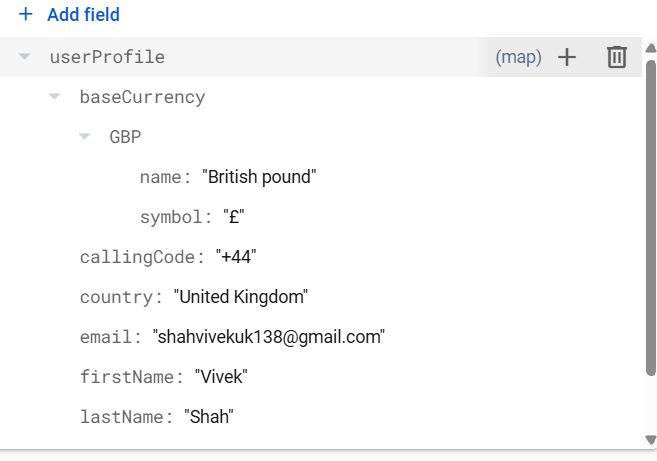 + Add field
userProfile (map) +
baseCurrency
GBP
name: "British pound"
symbol: "£"
callingCode: "+44"
country: "United Kingdom"
email: "shahvivekuk138@gmail.com"
firstName: "Vivek"
lastName: "Shah"